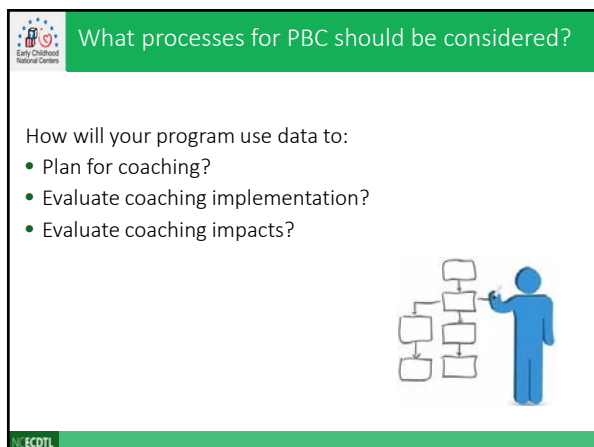 Early Childhood
National Centers
What processes for PBC should be considered?
How will your program use data to:
• Plan for coaching?
• Evaluate coaching implementation?
• Evaluate coaching impacts?
NCECDTL